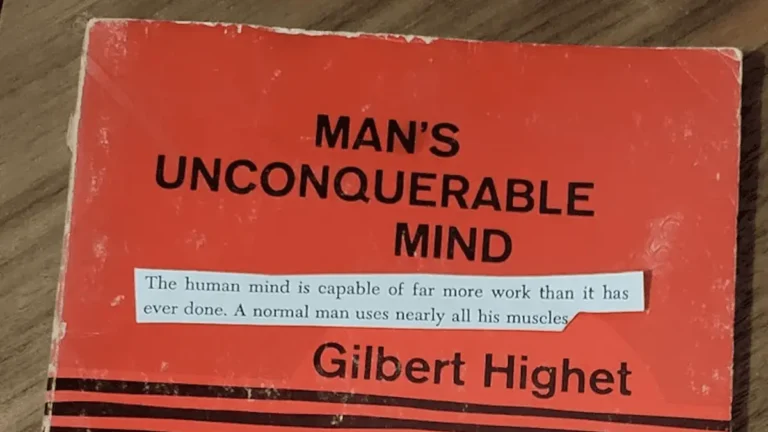 MAN'S
UNCONQUERABLE
MIND
The human mind is capable of far more work than it has
ever done. A normal man uses nearly all his muscles
Gilbert Highet